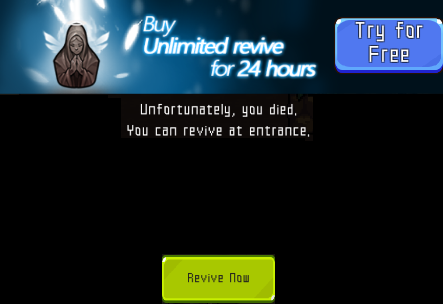 Buy
Unlimited revive
for 24 hours
Try for
Free
Unfortunately, you died.
You can revive at entrance.
Revive Now